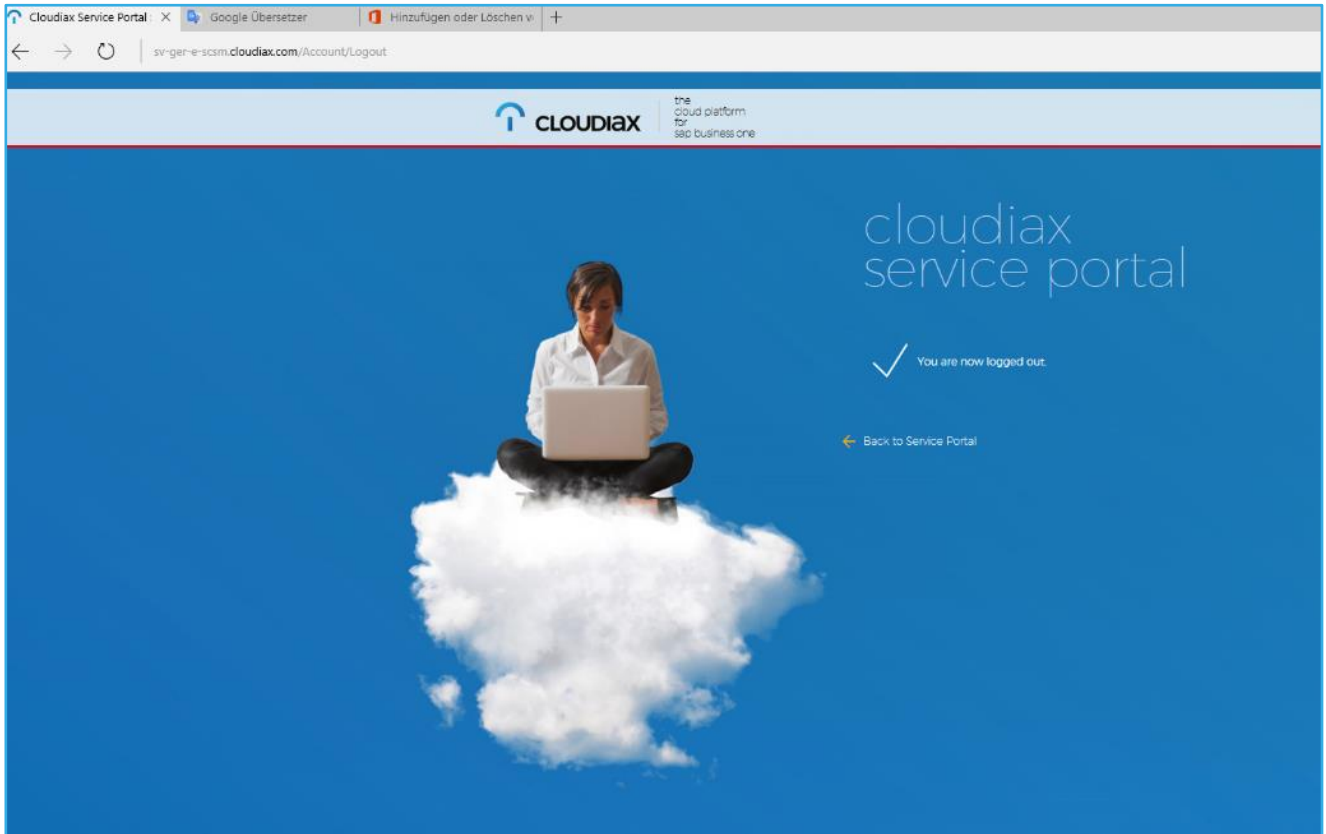 Cloudiax Service Portal
Google Übersetzer
Hinzufügen oder Löschen v
sv-ger-e-scsm.cloudiax.com/Account/Logout
CLOUDIAX
the
cloud platform
for
sap business one
cloudiax
service portal
You are now logged out.
Back to Service Portal